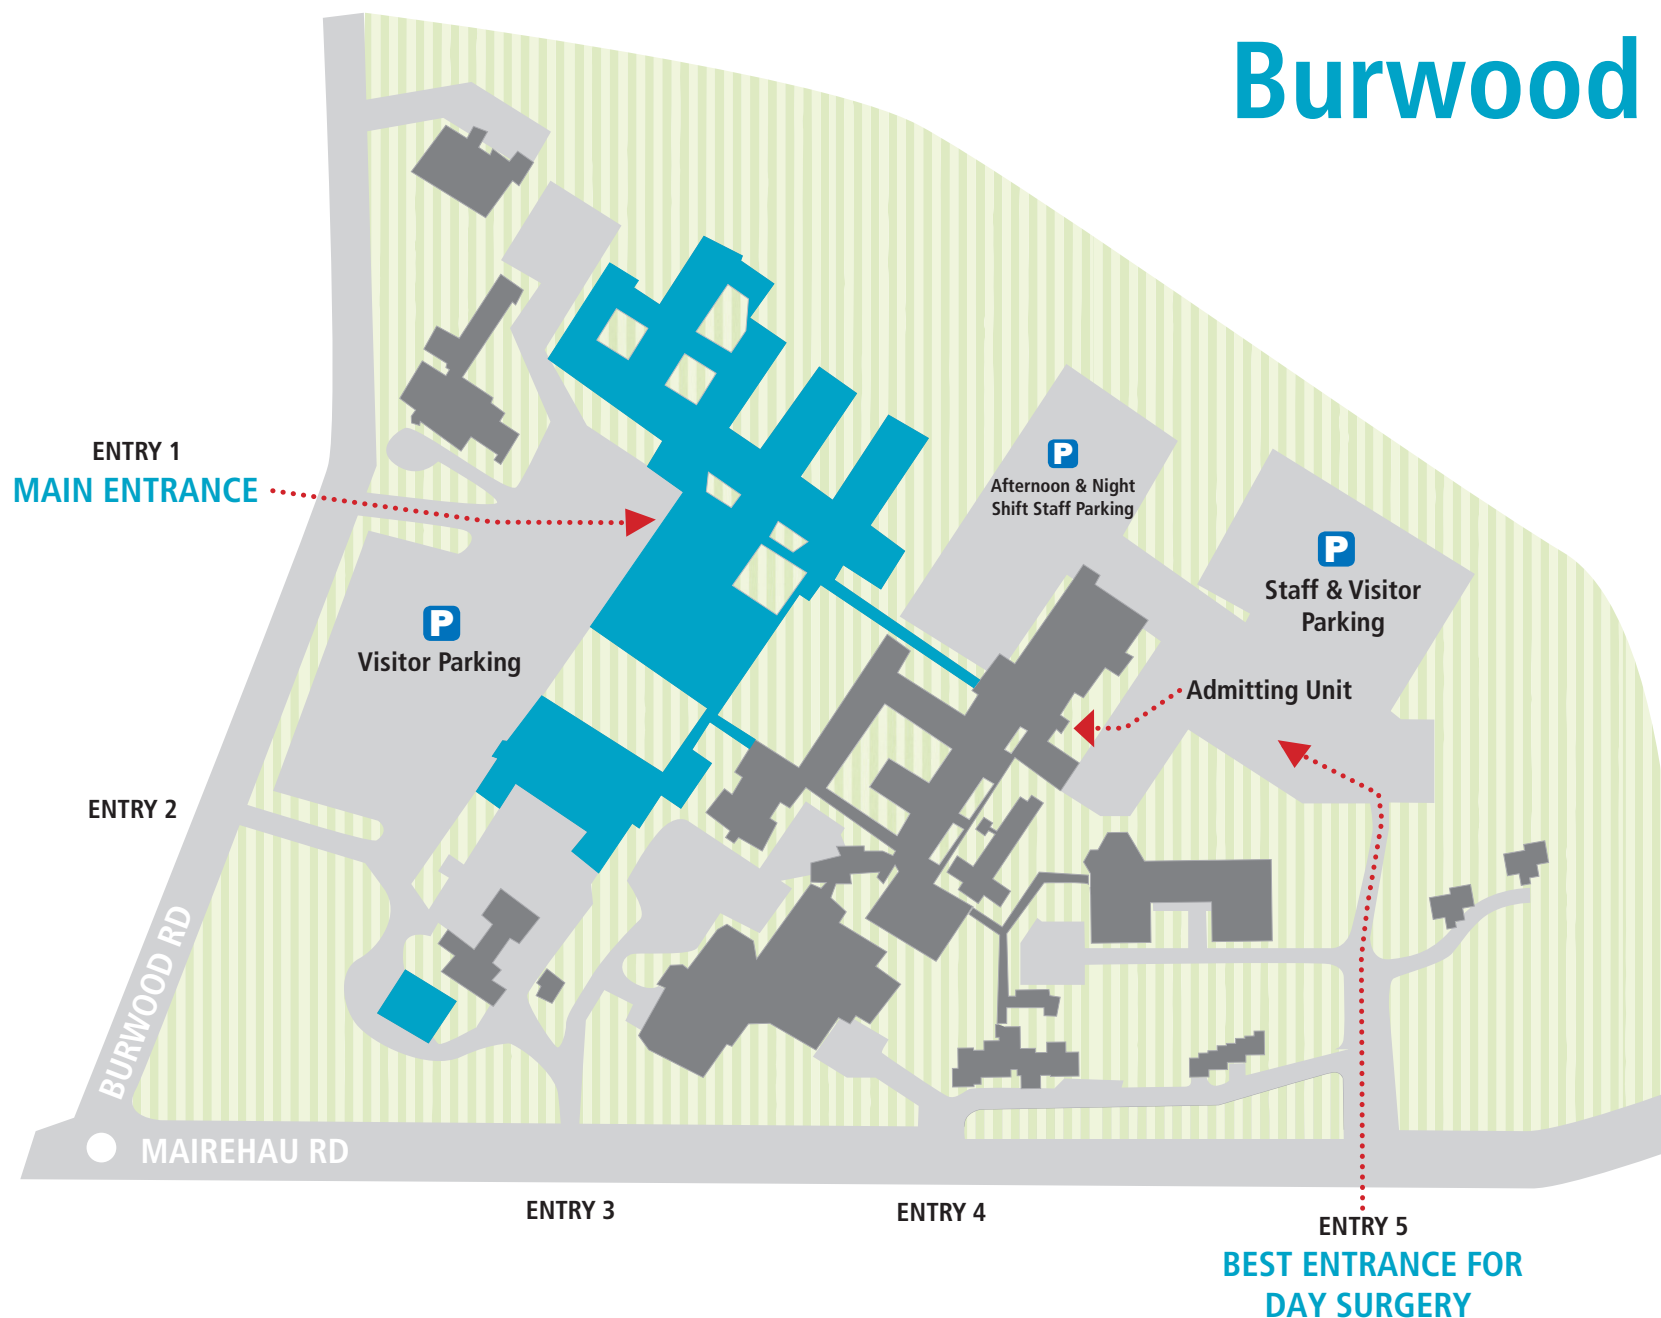 Burwood
ENTRY 1
MAIN ENTRANCE
P
Afternoon & Night
Shift Staff Parking
P
Staff & Visitor
Parking
P
Visitor Parking
Admitting Unit
ENTRY 2
BURWOOD RD
MAIREHAU RD
ENTRY 3
ENTRY 4
ENTRY 5
BEST ENTRANCE FOR
DAY SURGERY